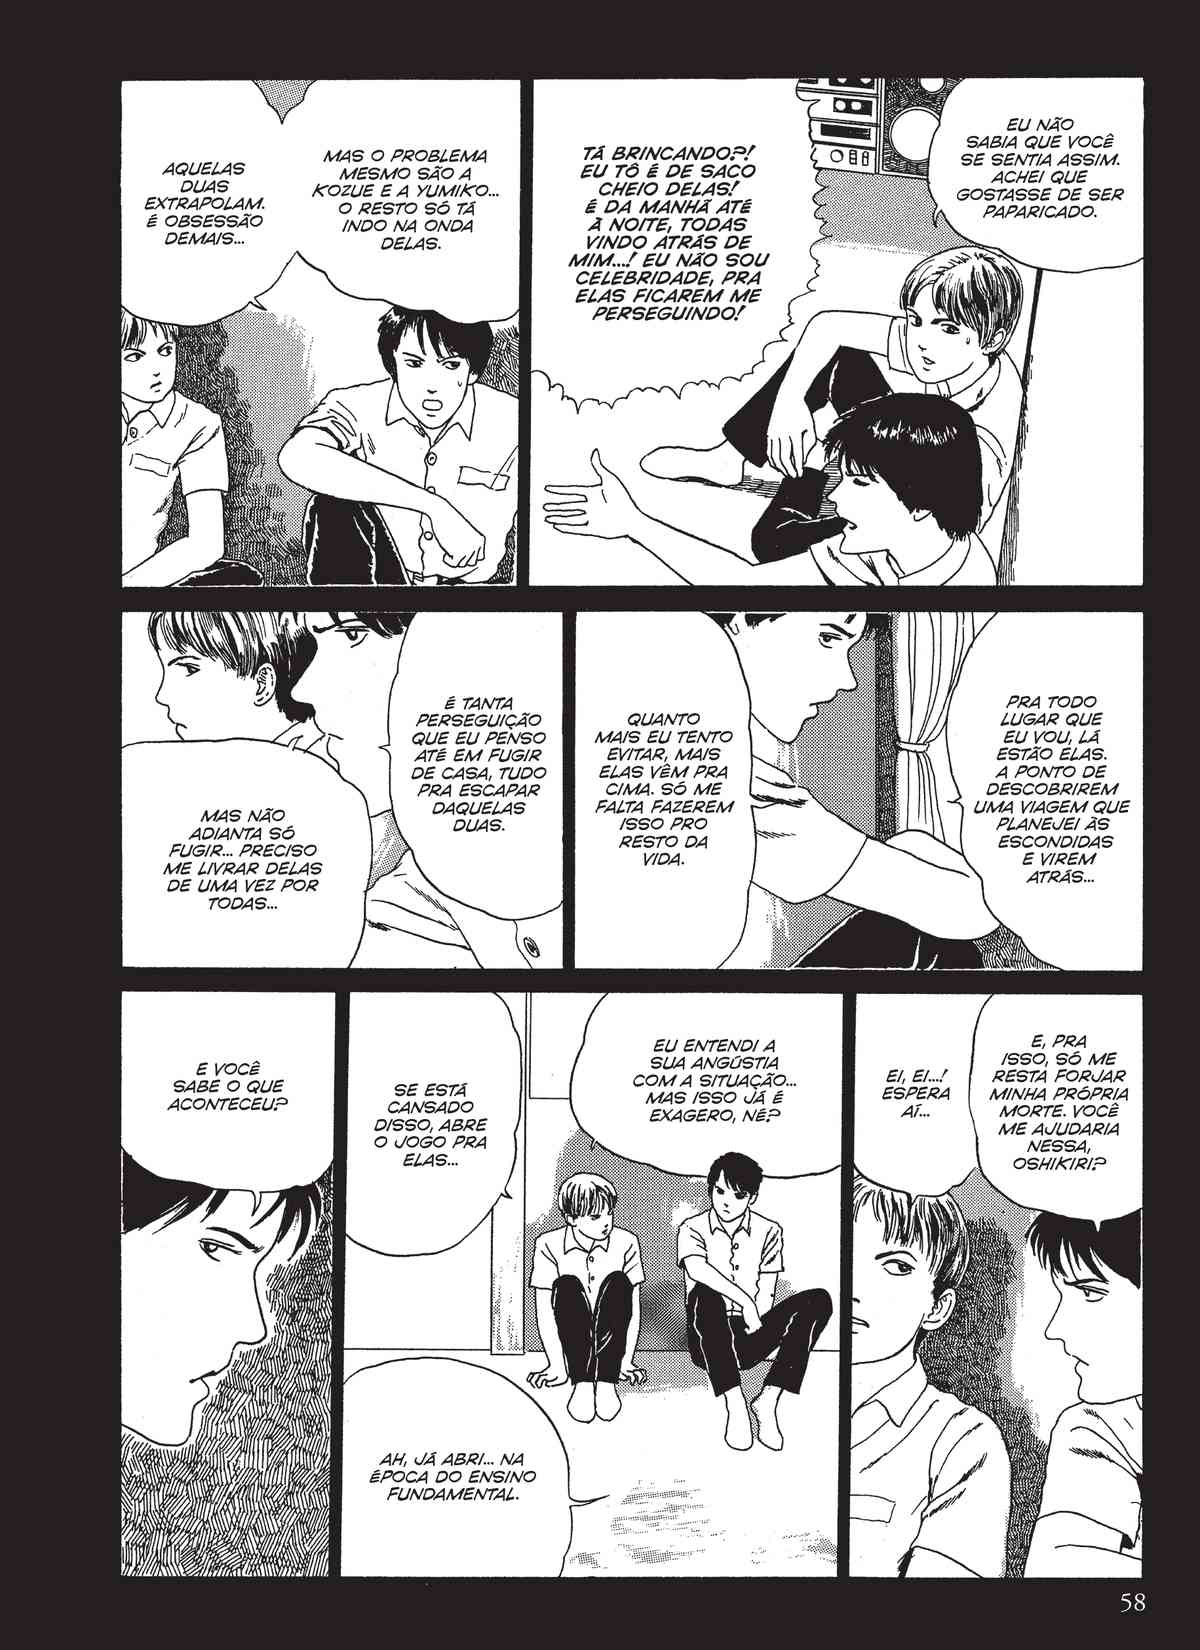 EU NÃO
SABIA QUE VOCÊ
SE SENTIA ASSIM.
ACHEI QUE
GOSTASSE DE SER
PAPARICADO.
TÁ BRINCANDO?!
EU TÔ É DE SACO
CHEIO DELAS!
É DA MANHÃ ATÉ
À NOITE, TODAS
VINDO ATRÁS DE
MIM...! EU NÃO SOU
CELEBRIDADE, PRA
ELAS FICAREM ME
PERSEGUINDO!
MAS O PROBLEMA
MESMO SÃO A
KOZUE E A YUMIKO...
O RESTO SÓ TÁ
INDO NA ONDA
DELAS.
AQUELAS
DUAS
EXTRAPOLAM.
É OBSESSÃO
DEMAIS...
PRA TODO
LUGAR QUE
EU VOU, LÁ
ESTÃO ELAS.
A PONTO DE
DESCOBRIREM
UMA VIAGEM QUE
PLANEJEI ÀS
ESCONDIDAS
E VIREM
ATRÁS...
QUANTO
MAIS EU TENTO
EVITAR, MAIS
ELAS VÊM PRA
CIMA. SÓ ME
FALTA FAZEREM
ISSO PRO
RESTO DA
VIDA.
É TANTA
PERSEGUIÇÃO
QUE EU PENSO
ATÉ EM FUGIR
DE CASA, TUDO
PRA ESCAPAR
DAQUELAS
DUAS.
MAS NÃO
ADIANTA SÓ
FUGIR... PRECISO
ME LIVRAR DELAS
DE UMA VEZ POR
TODAS...
E, PRA
ISSO, SÓ ME
RESTA FORJAR
MINHA PRÓPRIA
MORTE. VOCÊ
ME AJUDARIA
NESSA,
OSHIKIRI?
EI, EI...!
ESPERA
AÍ...
EU ENTENDI A
SUA ANGÚSTIA
COM A SITUAÇÃO...
MAS ISSO JÁ É
EXAGERO, NÉ?
SE ESTÁ
CANSADO
DISSO, ABRE
O JOGO PRA
ELAS...
AH, JÁ ABRI... NA
ÉPOCA DO ENSINO
FUNDAMENTAL.
E VOCÊ
SABE O QUE
ACONTECEU?
58